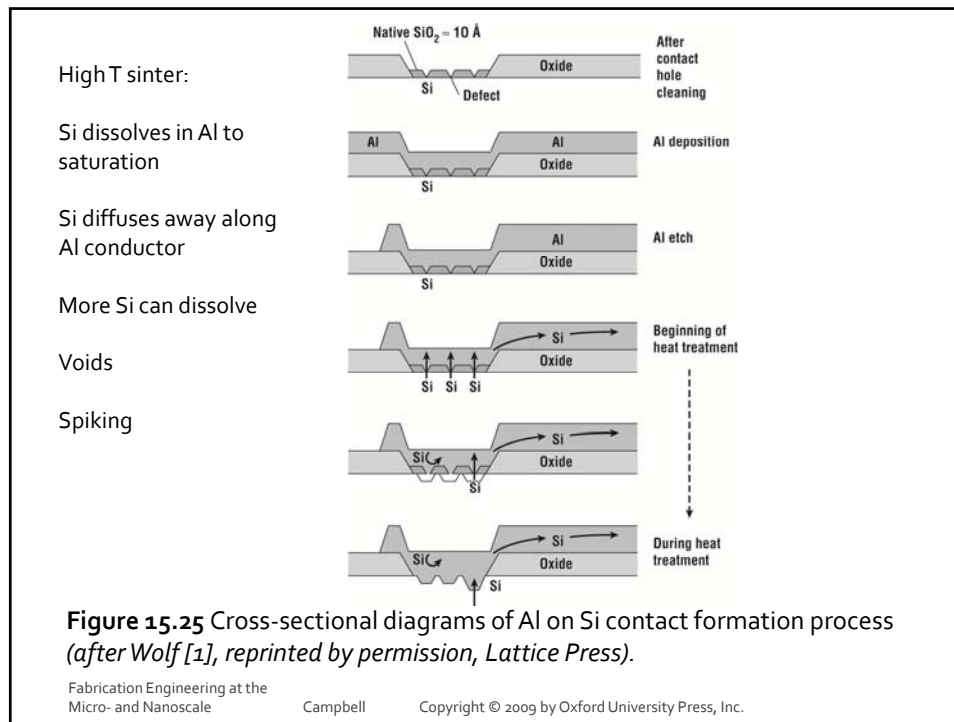 High T sinter:
Si dissolves in Al to
saturation
Si diffuses away along
Al conductor
More Si can dissolve
Voids
Spiking
Native SiO₂ = 10 Å
Oxide
Si
Defect
After
contact
hole
cleaning
Al
Al
Oxide
Si
Al deposition
Al
Oxide
Si
Al etch
Si
Oxide
Si Si Si
Beginning of
heat treatment
Si
Si
Oxide
Si
Si
Si
Oxide
Si
During heat
treatment
Figure 15.25 Cross-sectional diagrams of Al on Si contact formation process
(after Wolf [1], reprinted by permission, Lattice Press).
Fabrication Engineering at the
Micro- and Nanoscale Campbell Copyright © 2009 by Oxford University Press, Inc.